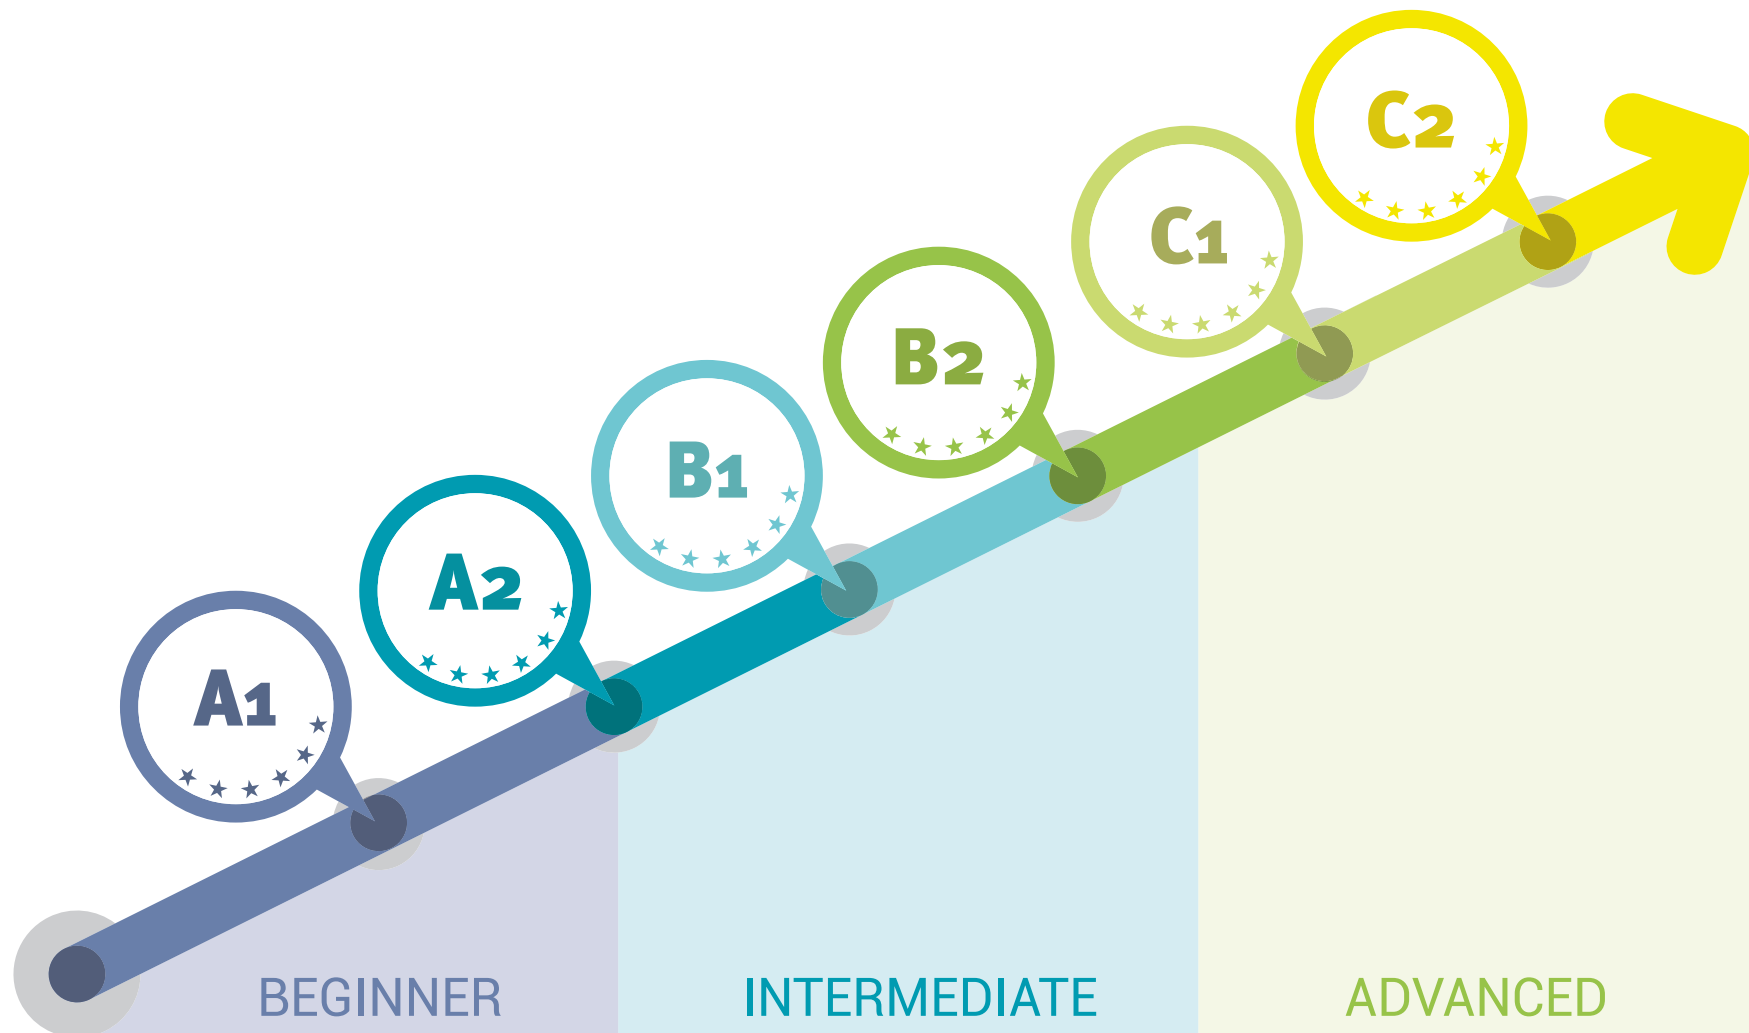 A1
A2
B1
B2
C1
C2
BEGINNER
INTERMEDIATE
ADVANCED